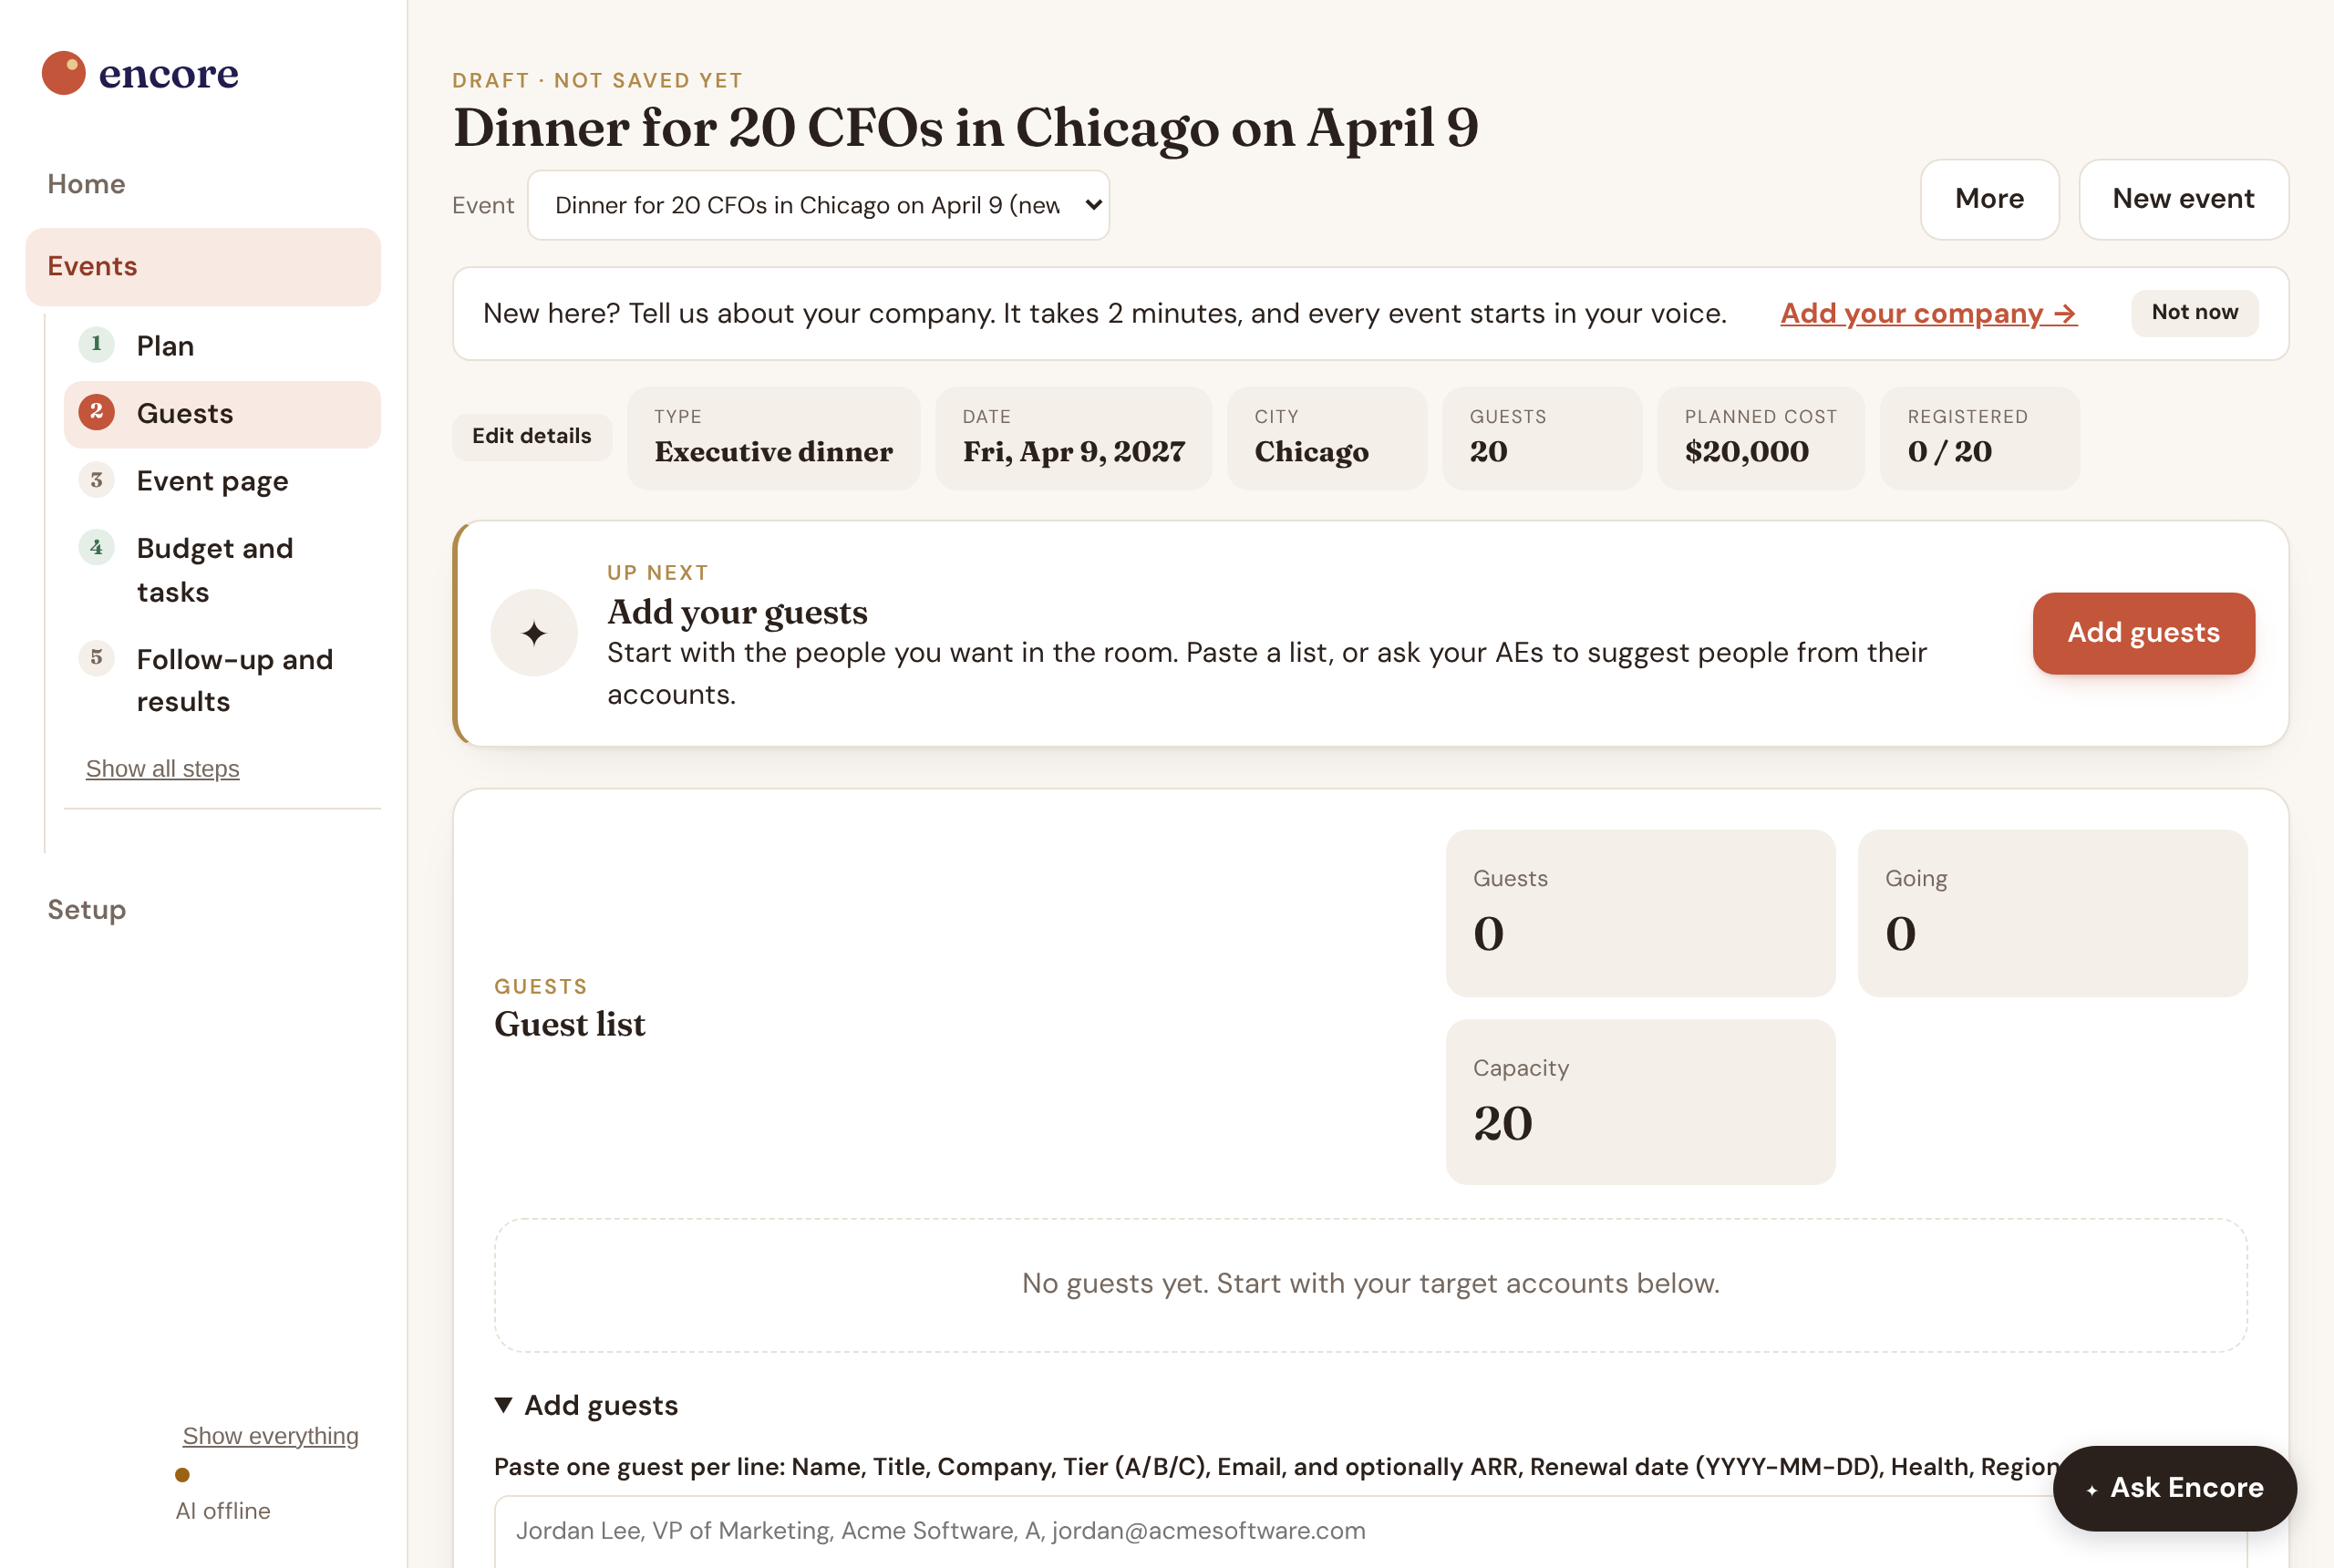 encore
Home
Events
1 Plan
2 Guests
3 Event page
4 Budget and
tasks
5 Follow-up and
results
Show all steps
Setup
Show everything
AI offline
DRAFT · NOT SAVED YET
Dinner for 20 CFOs in Chicago on April 9
Event Dinner for 20 CFOs in Chicago on April 9 (new
More
New event
New here? Tell us about your company. It takes 2 minutes, and every event starts in your voice. Add your company → Not now
Edit details
TYPE
Executive dinner
DATE
Fri, Apr 9, 2027
CITY
Chicago
GUESTS
20
PLANNED COST
$20,000
REGISTERED
0 / 20
UP NEXT
Add your guests
Start with the people you want in the room. Paste a list, or ask your AEs to suggest people from their
accounts.
Add guests
GUESTS
Guest list
Guests
0
Going
0
Capacity
20
No guests yet. Start with your target accounts below.
▼ Add guests
Paste one guest per line: Name, Title, Company, Tier (A/B/C), Email, and optionally ARR, Renewal date (YYYY-MM-DD), Health, Region
Jordan Lee, VP of Marketing, Acme Software, A, jordan@acmesoftware.com
✦ Ask Encore